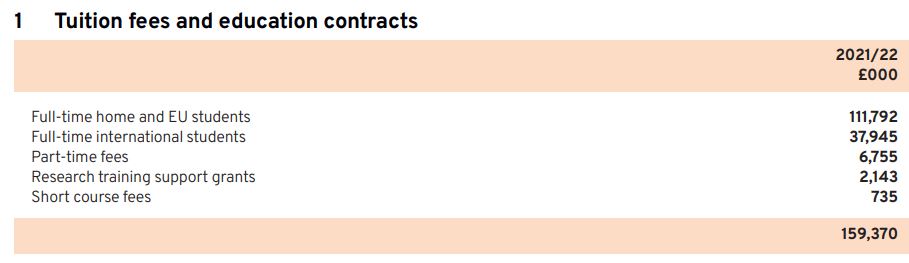 1 Tuition fees and education contracts
2021/22
£000
Full-time home and EU students 111,792
Full-time international students 37,945
Part-time fees 6,755
Research training support grants 2,143
Short course fees 735
159,370